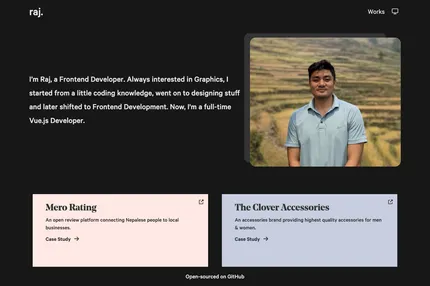 raj.
Works
I'm Raj, a Frontend Developer. Always interested in Graphics, I
started from a little coding knowledge, went on to designing stuff
and later shifted to Frontend Development. Now, I'm a full-time
Vue.js Developer.
Mero Rating
An open review platform connecting Nepalese people to local
businesses.
Case Study
The Clover Accessories
An accessories brand providing highest quality accessories for men
& women.
Case Study
Open-sourced on GitHub